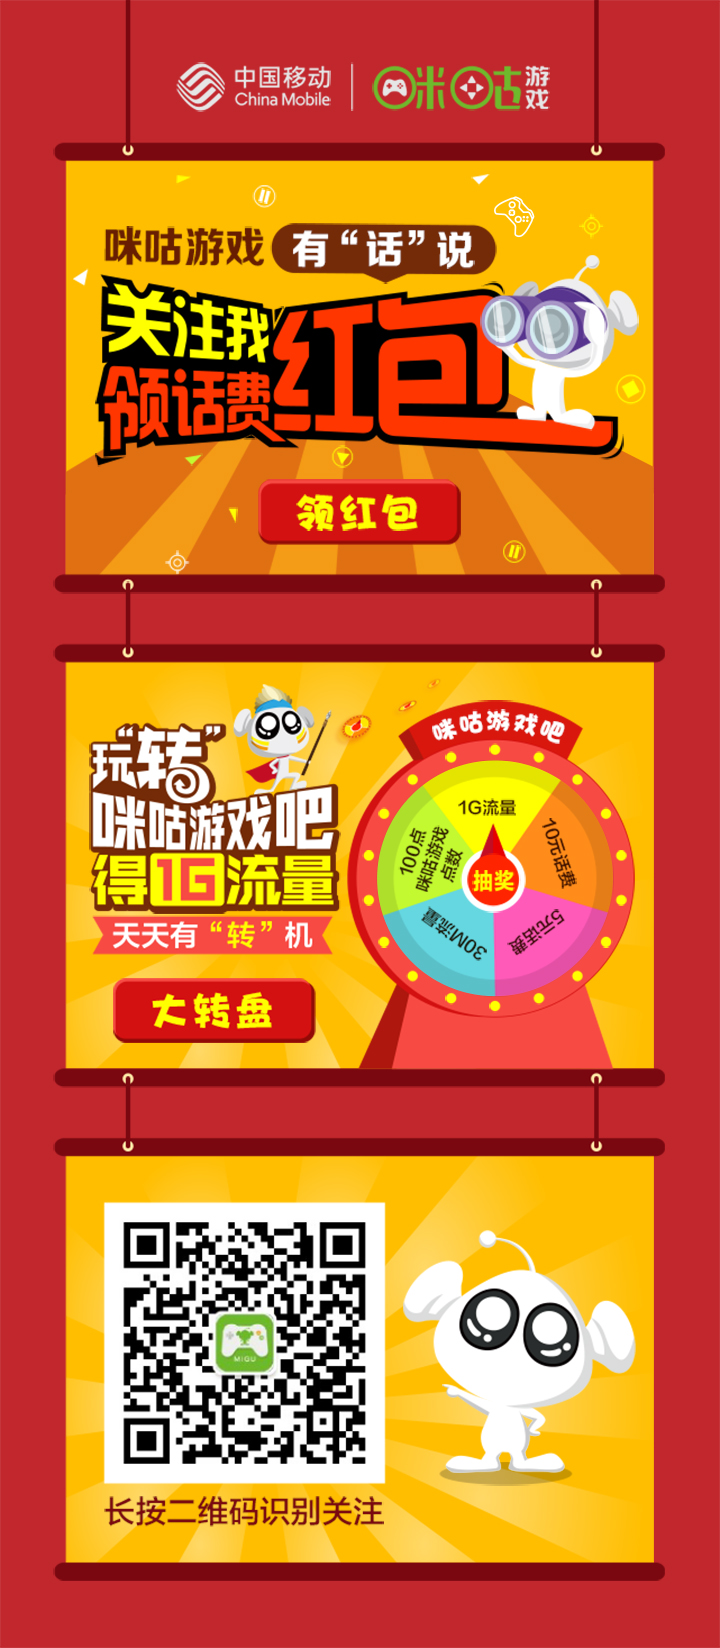 中国移动
China Mobile
咪咕游戏
咪咕游戏有“话”说
关注我
领话费红包
领红包
玩“转”
咪咕游戏吧
得1G流量
天天有“转”机
大转盘
咪咕游戏吧
1G流量
10元话费
5元话费
30M流量
100点
咪咕游戏
点数
抽奖
MIGU
长按二维码识别关注